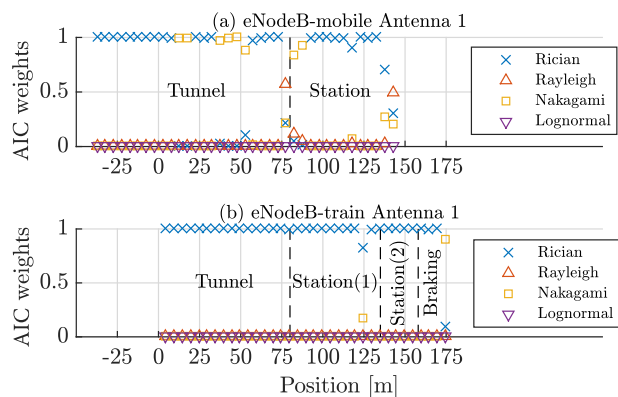 (a) eNodeB-mobile Antenna 1
AIC weights
1
0.5
0
Tunnel
Station
Rician
Rayleigh
Nakagami
Lognormal
-25 0 25 50 75 100 125 150 175
(b) eNodeB-train Antenna 1
AIC weights
1
0.5
0
Tunnel
Station(1)
Station(2)
Braking
Rician
Rayleigh
Nakagami
Lognormal
-25 0 25 50 75 100 125 150 175
Position [m]